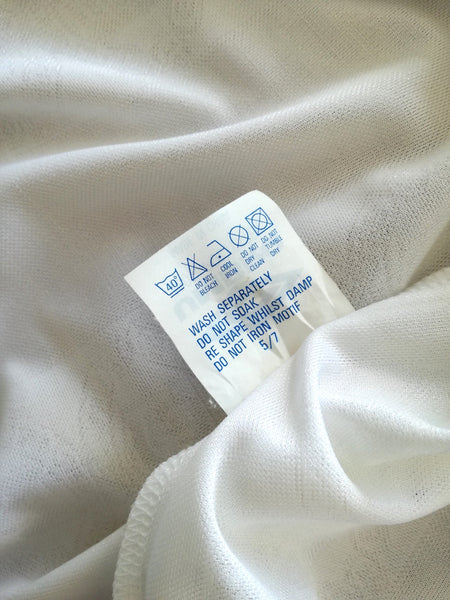 40°
DO NOT BLEACH
COOL IRON
DO NOT DRY CLEAN
DO NOT TUMBLE DRY
WASH SEPARATELY
DO NOT SOAK
RE SHAPE WHILST DAMP
DO NOT IRON MOTIF
5/7